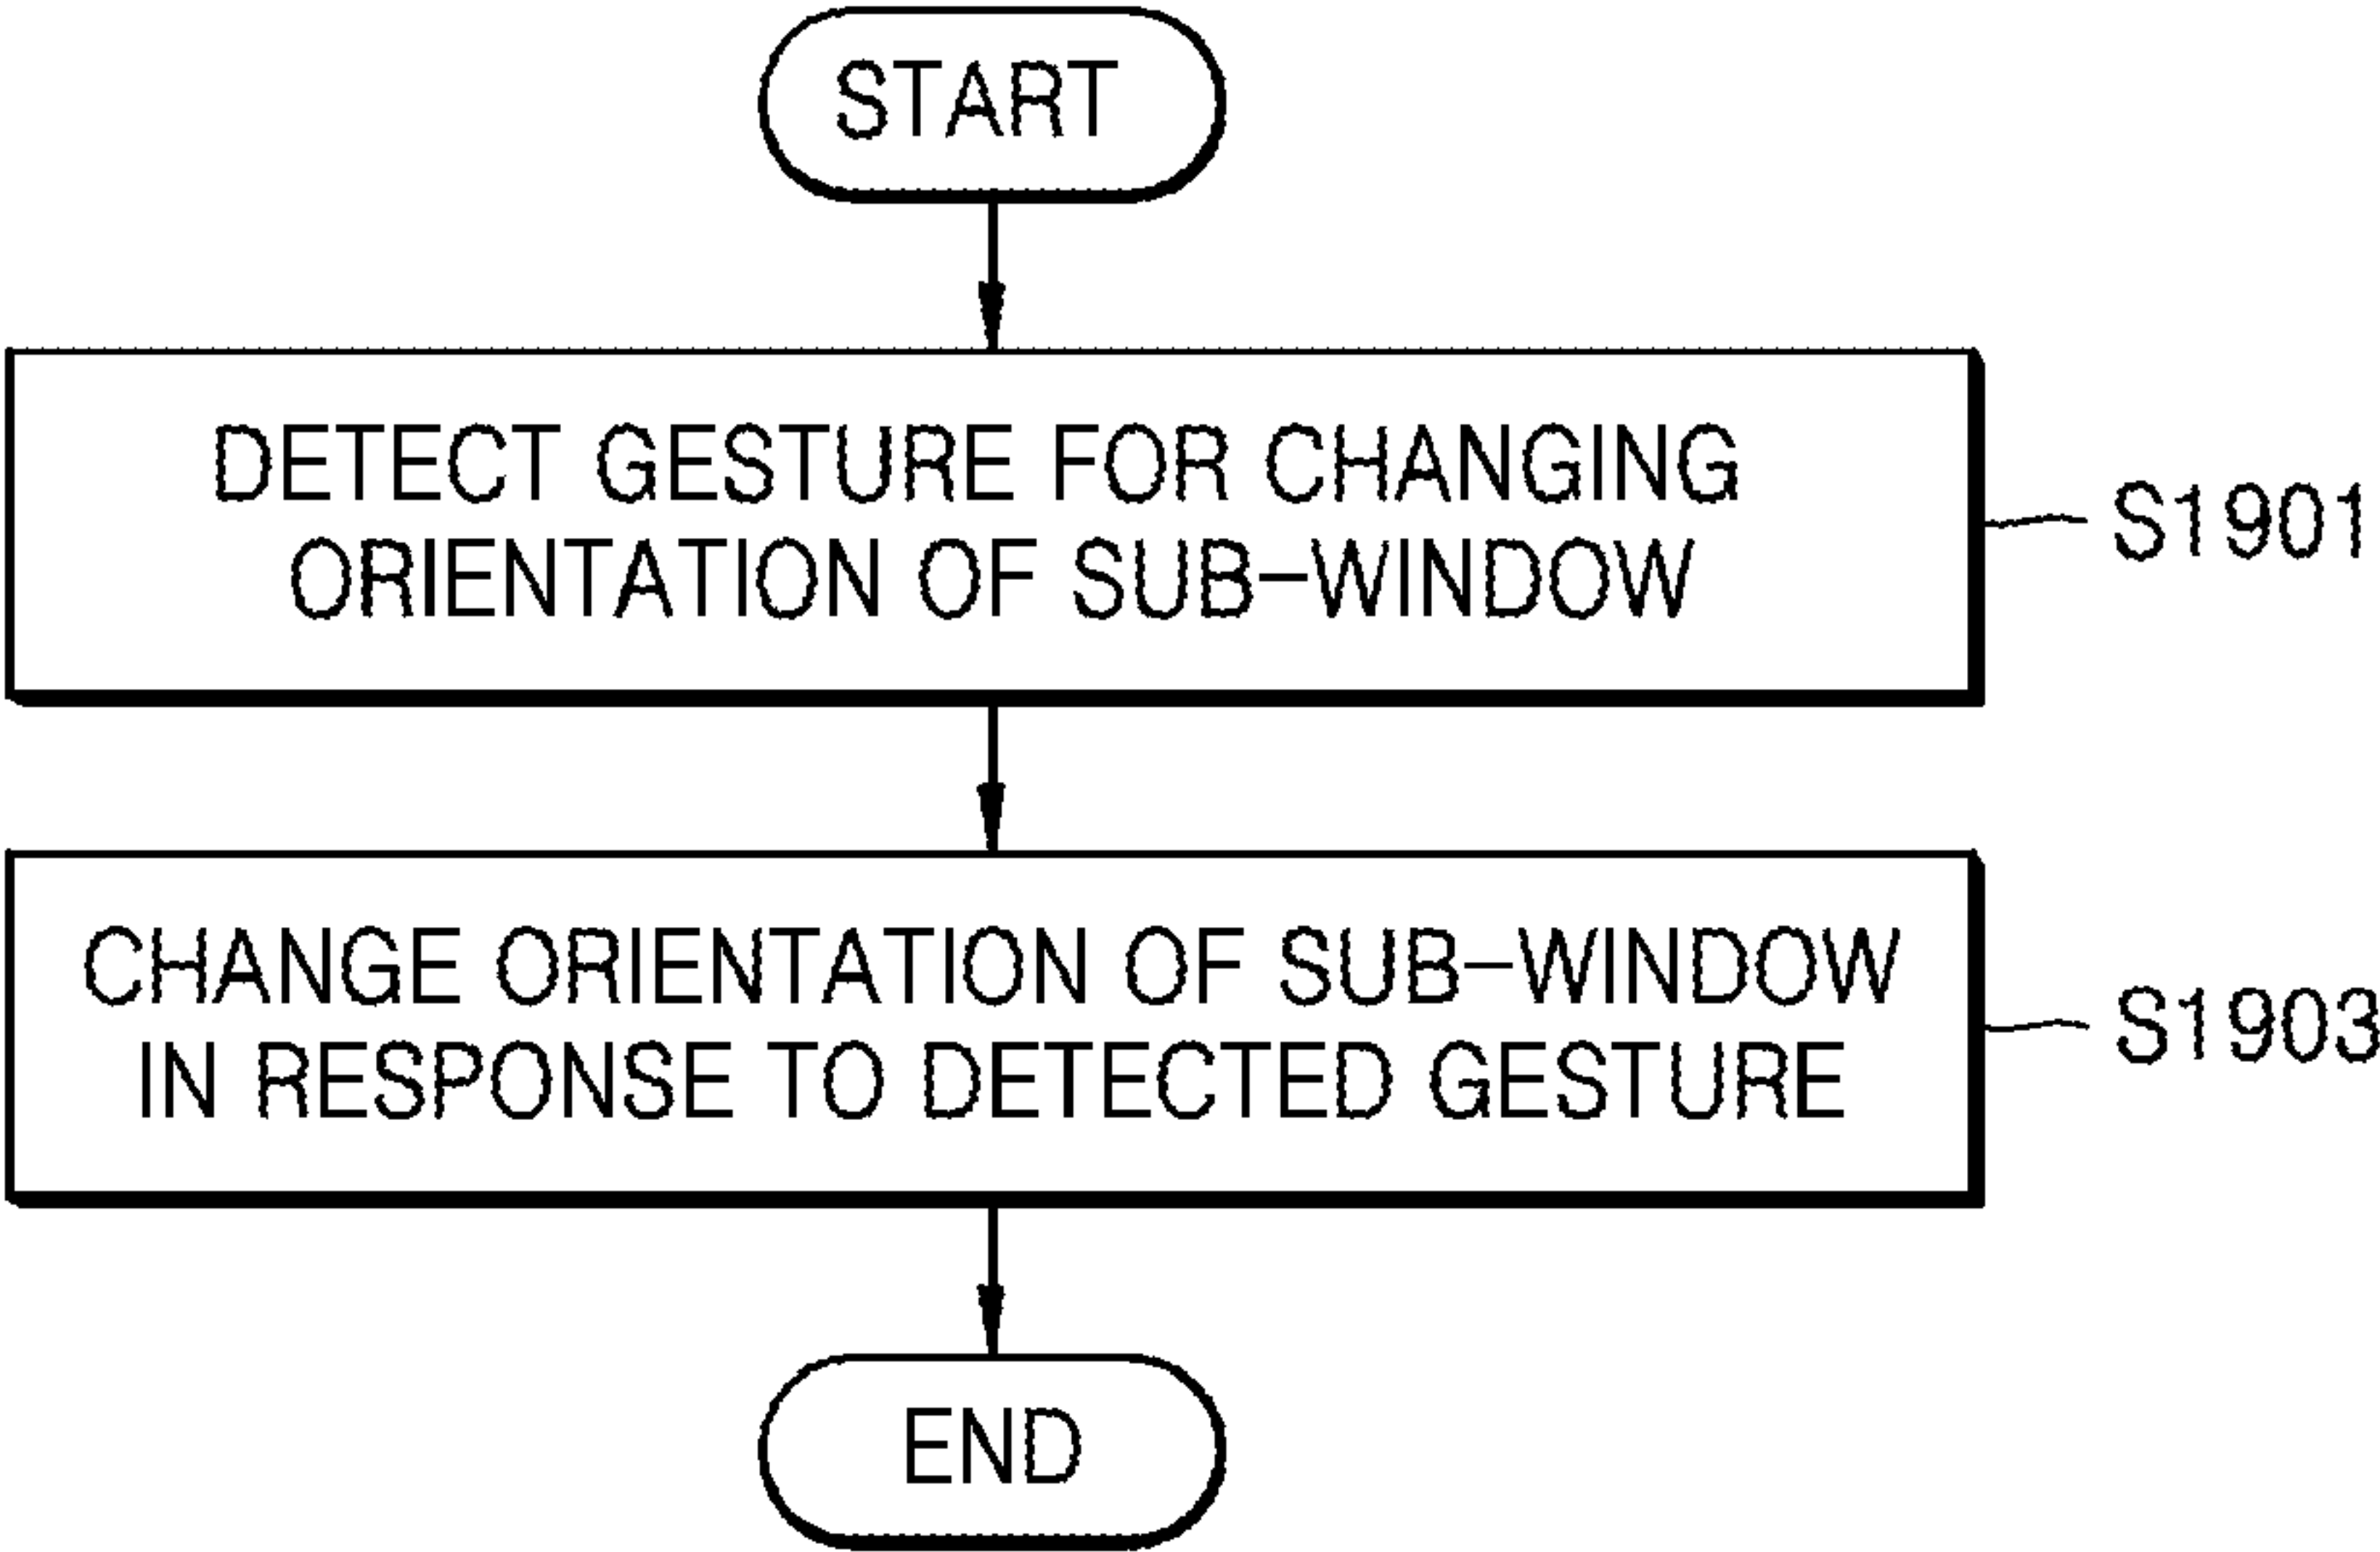 START
DETECT GESTURE FOR CHANGING
ORIENTATION OF SUB-WINDOW
S1901
CHANGE ORIENTATION OF SUB-WINDOW
IN RESPONSE TO DETECTED GESTURE
S1903
END